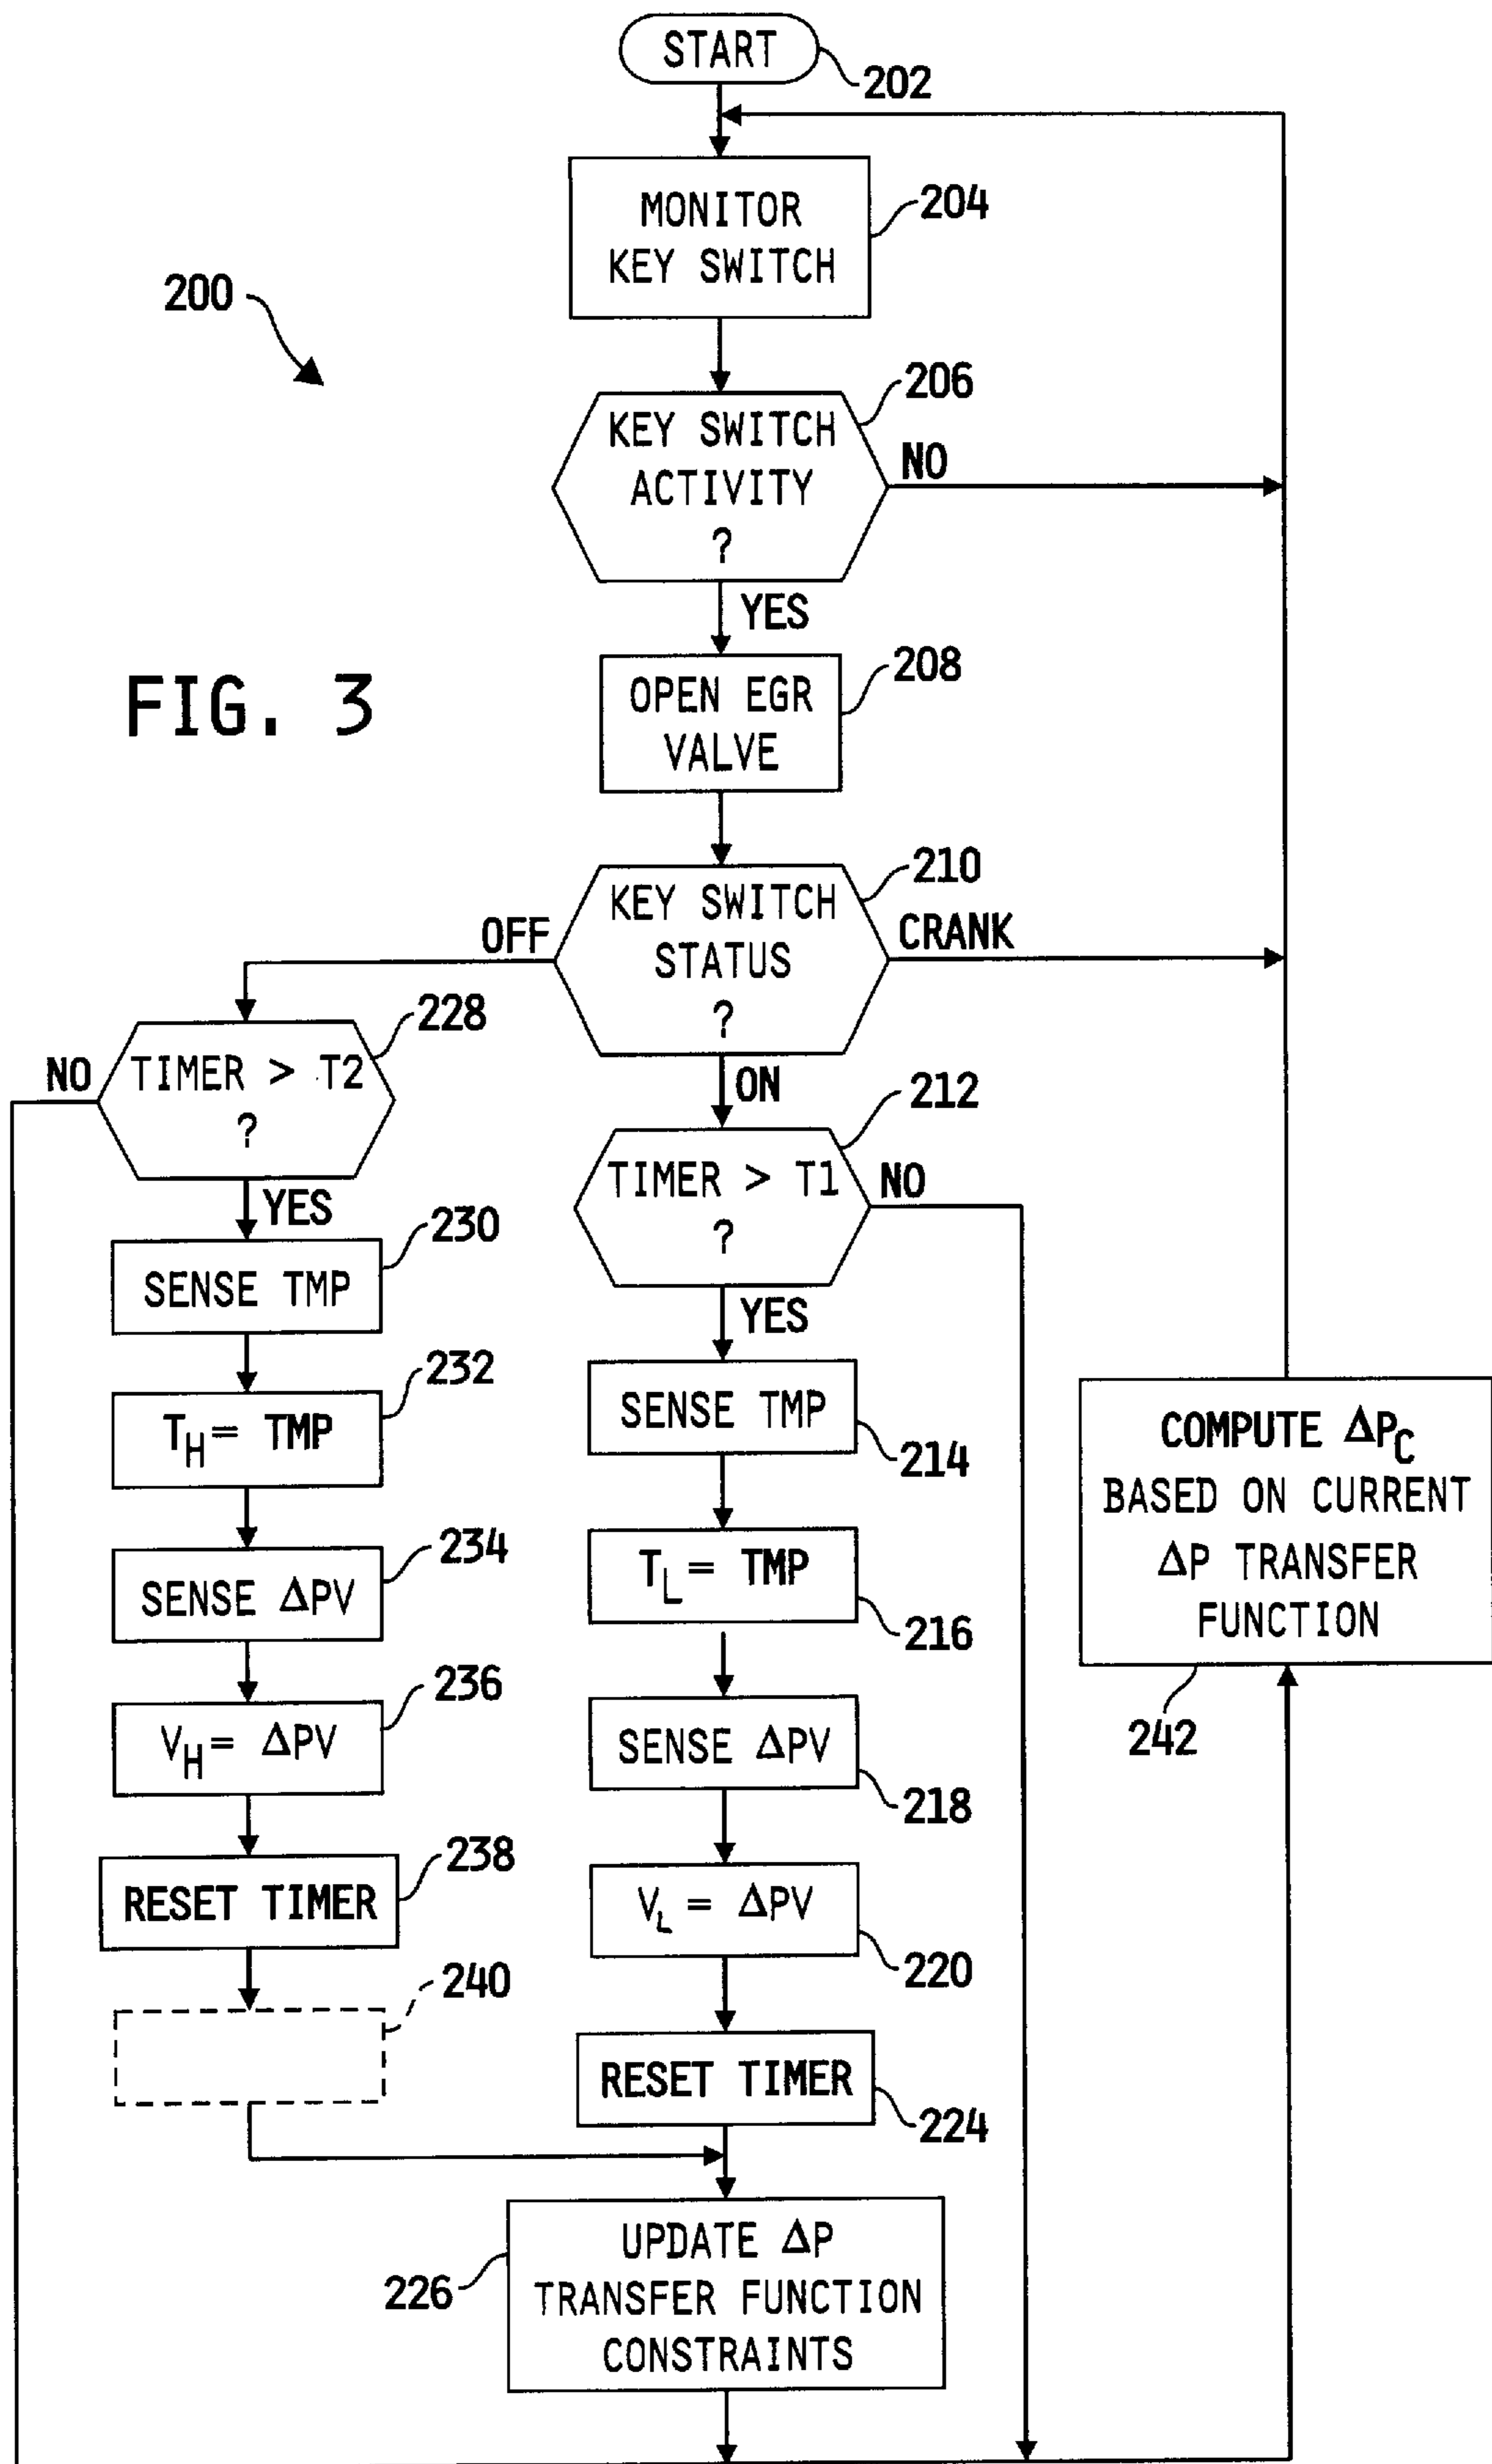 START
202
MONITOR
KEY SWITCH
204
200
206
KEY SWITCH
ACTIVITY
?
NO
YES
208
OPEN EGR
VALVE
FIG. 3
210
KEY SWITCH
STATUS
?
OFF
CRANK
ON
228
TIMER > T2
?
NO
YES
212
TIMER > T1
?
NO
YES
230
SENSE TMP
232
T_H = TMP
234
SENSE ΔPV
236
V_H = ΔPV
238
RESET TIMER
240
SENSE TMP
214
T_L = TMP
216
SENSE ΔPV
218
V_L = ΔPV
220
RESET TIMER
224
226
UPDATE ΔP
TRANSFER FUNCTION
CONSTRAINTS
COMPUTE ΔP_C
BASED ON CURRENT
ΔP TRANSFER
FUNCTION
242